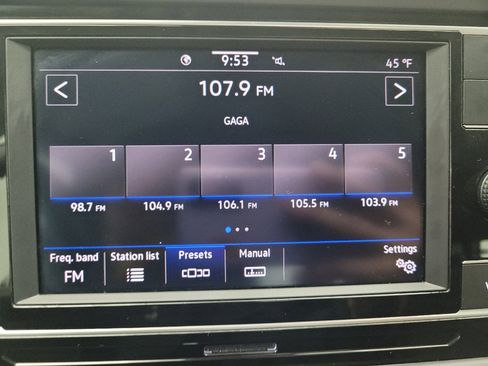 9:53 45 °F
107.9 FM
GAGA
1 2 3 4 5
98.7 FM 104.9 FM 106.1 FM 105.5 FM 103.9 FM
Freq. band Station list Presets Manual Settings
FM